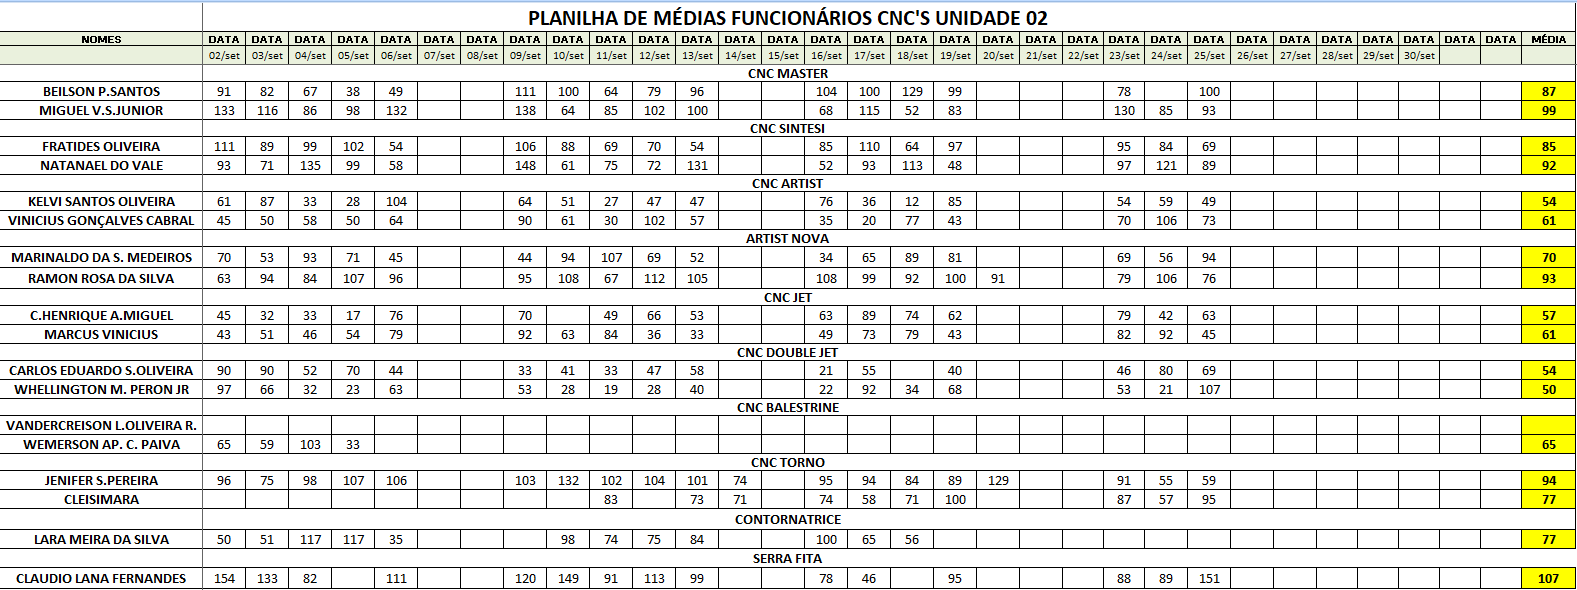 PLANILHA DE MÉDIAS FUNCIONÁRIOS CNC'S UNIDADE 02
NOMES DATA DATA DATA DATA DATA DATA DATA DATA DATA DATA DATA DATA DATA DATA DATA DATA DATA DATA DATA DATA DATA DATA DATA DATA DATA DATA DATA DATA DATA DATA DATA MÉDIA
02/set 03/set 04/set 05/set 06/set 07/set 08/set 09/set 10/set 11/set 12/set 13/set 14/set 15/set 16/set 17/set 18/set 19/set 20/set 21/set 22/set 23/set 24/set 25/set 26/set 27/set 28/set 29/set 30/set
CNC MASTER
BEILSON P.SANTOS 91 82 67 38 49 111 100 64 79 96 104 100 129 99 78 100 87
MIGUEL V.S.JUNIOR 133 116 86 98 132 138 64 85 102 100 68 115 52 83 130 85 93 99
CNC SINTESI
FRATIDES OLIVEIRA 111 89 99 102 54 106 88 69 70 54 85 110 64 97 95 84 69 85
NATANAEL DO VALE 93 71 135 99 58 148 61 75 72 131 52 93 113 48 97 121 89 92
CNC ARTIST
KELVI SANTOS OLIVEIRA 61 87 33 28 104 64 51 27 47 47 76 36 12 85 54 59 49 54
VINICIUS GONÇALVES CABRAL 45 50 58 50 64 90 61 30 102 57 35 20 77 43 70 106 73 61
ARTIST NOVA
MARINALDO DA S. MEDEIROS 70 53 93 71 45 44 94 107 69 52 34 65 89 81 69 56 94 70
RAMON ROSA DA SILVA 63 94 84 107 96 95 108 67 112 105 108 99 92 100 91 79 106 76 93
CNC JET
C.HENRIQUE A.MIGUEL 45 32 33 17 76 70 49 66 53 63 89 74 62 79 42 63 57
MARCUS VINICIUS 43 51 46 54 79 92 63 84 36 33 49 73 79 43 82 92 45 61
CNC DOUBLE JET
CARLOS EDUARDO S.OLIVEIRA 90 90 52 70 44 33 41 33 47 58 21 55 40 46 80 69 54
WHELLINGTON M. PERON JR 97 66 32 23 63 53 28 19 28 40 22 92 34 68 53 21 107 50
CNC BALESTRINE
VANDERCREISON L.OLIVEIRA R.
WEMERSON AP. C. PAIVA 65 59 103 33 65
CNC TORNO
JENIFER S.PEREIRA 96 75 98 107 106 103 132 102 104 101 74 95 94 84 89 129 91 55 59 94
CLEISIMARA 83 73 71 74 58 71 100 87 57 95 77
CONTORNATRICE
LARA MEIRA DA SILVA 50 51 117 117 35 98 74 75 84 100 65 56 77
SERRA FITA
CLAUDIO LANA FERNANDES 154 133 82 111 120 149 91 113 99 78 46 95 88 89 151 107